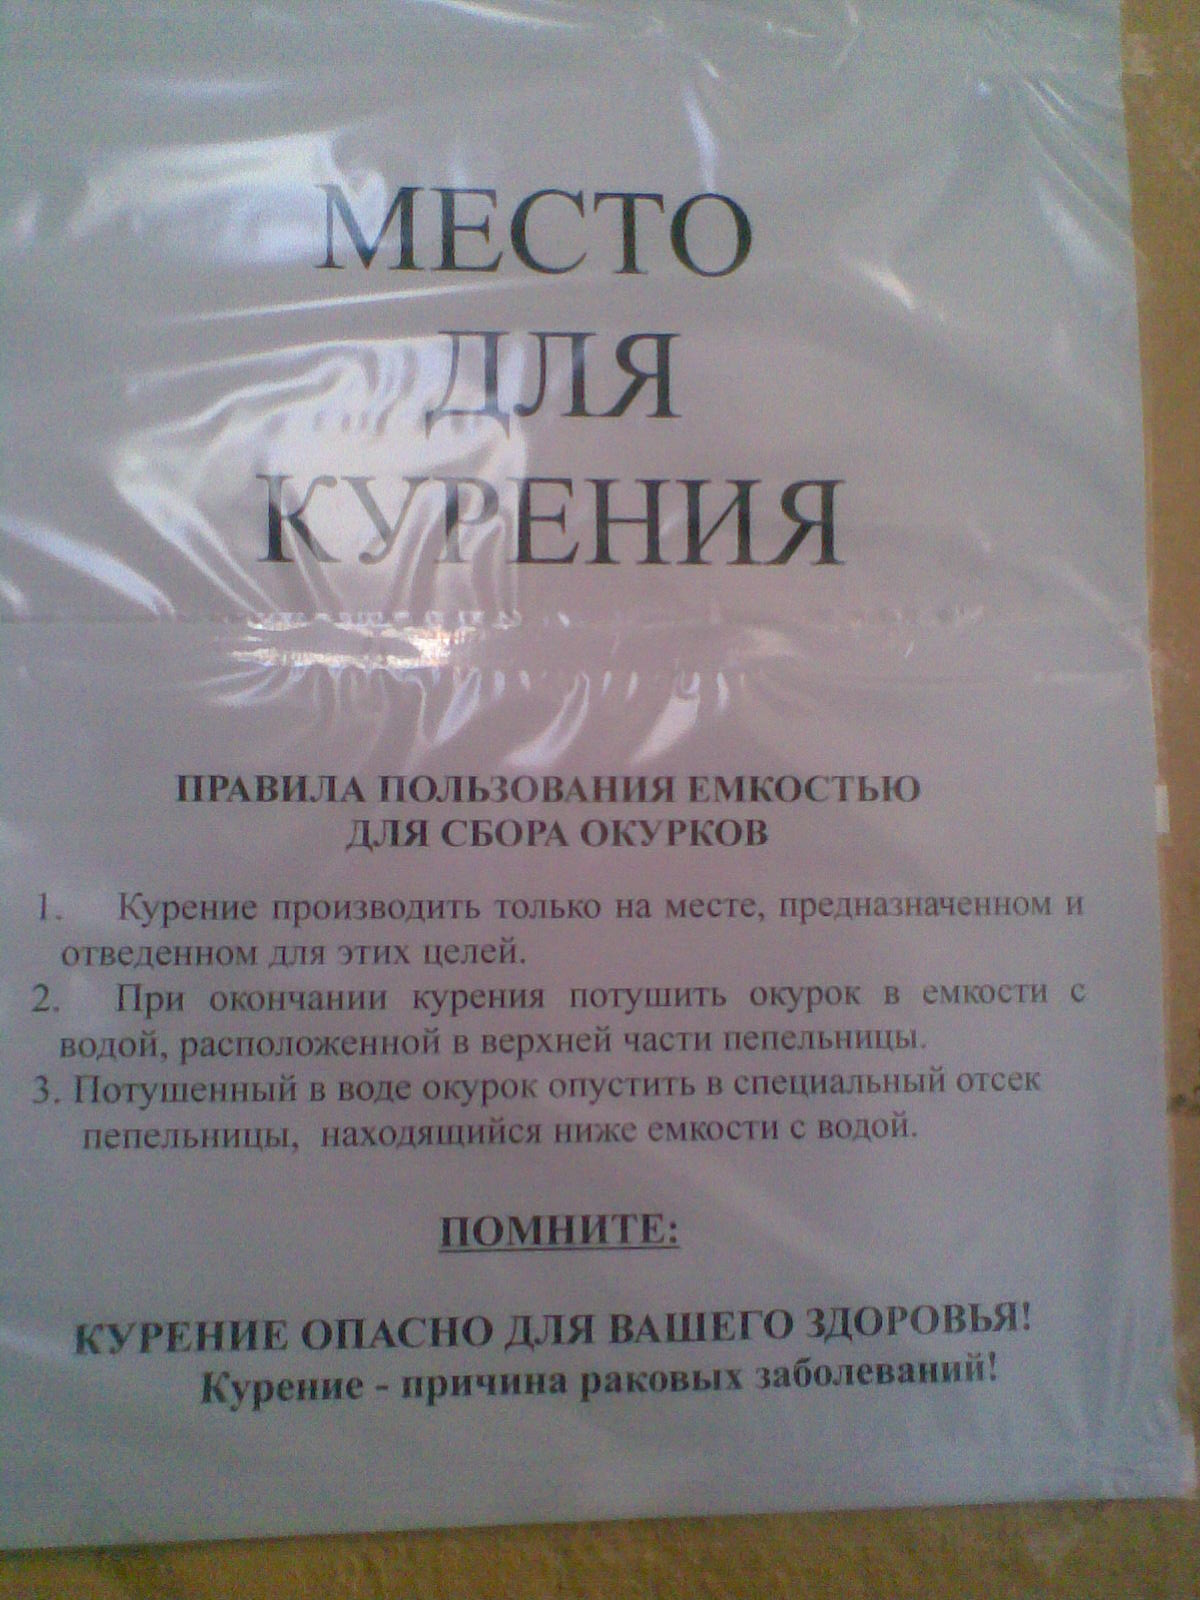 МЕСТО
ДЛЯ
КУРЕНИЯ
ПРАВИЛА ПОЛЬЗОВАНИЯ ЕМКОСТЬЮ
ДЛЯ СБОРА ОКУРКОВ
1. Курение производить только на месте, предназначенном и
отведенном для этих целей.
2. При окончании курения потушить окурок в емкости с
водой, расположенной в верхней части пепельницы.
3. Потушенный в воде окурок опустить в специальный отсек
пепельницы, находящийся ниже емкости с водой.
ПОМНИТЕ:
КУРЕНИЕ ОПАСНО ДЛЯ ВАШЕГО ЗДОРОВЬЯ!
Курение - причина раковых заболеваний!